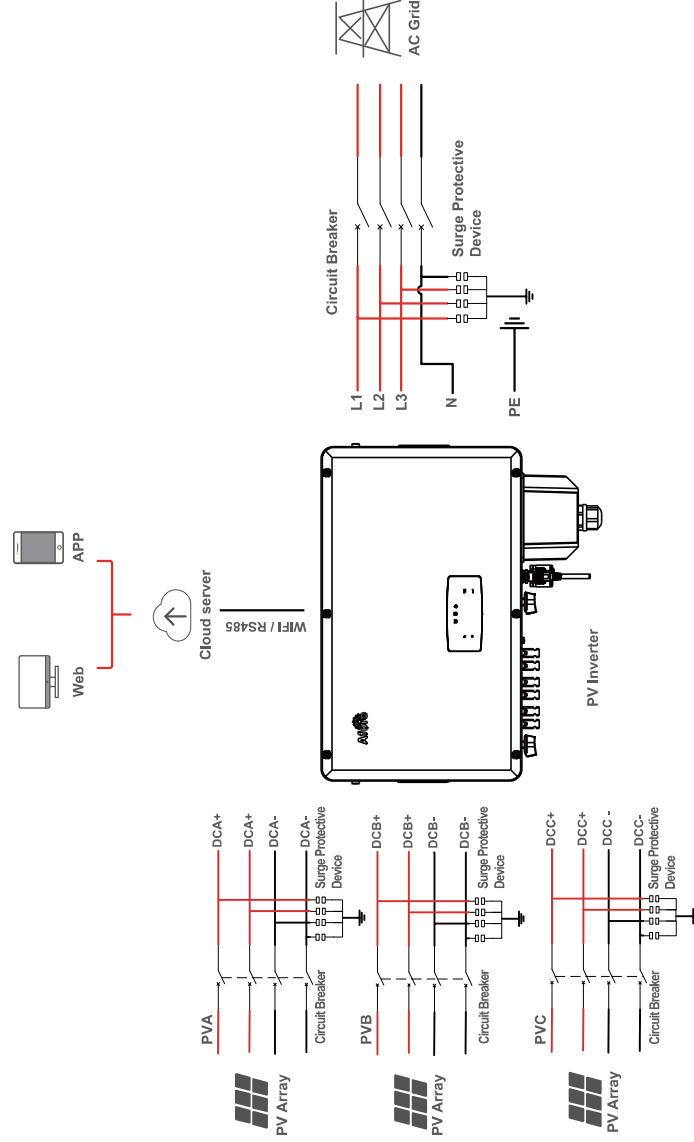 Web
APP
Cloud server
WIFI / RS485
PVA
DCA+
DCA+
DCA-
DCA-
Circuit Breaker
Surge Protective
Device
PV Array
PVB
DCB+
DCB+
DCB-
DCB-
Circuit Breaker
Surge Protective
Device
PV Array
PVC
DCC+
DCC+
DCC -
DCC-
Circuit Breaker
Surge Protective
Device
PV Array
PV Inverter
L1
L2
L3
N
PE
Circuit Breaker
Surge Protective
Device
AC Grid